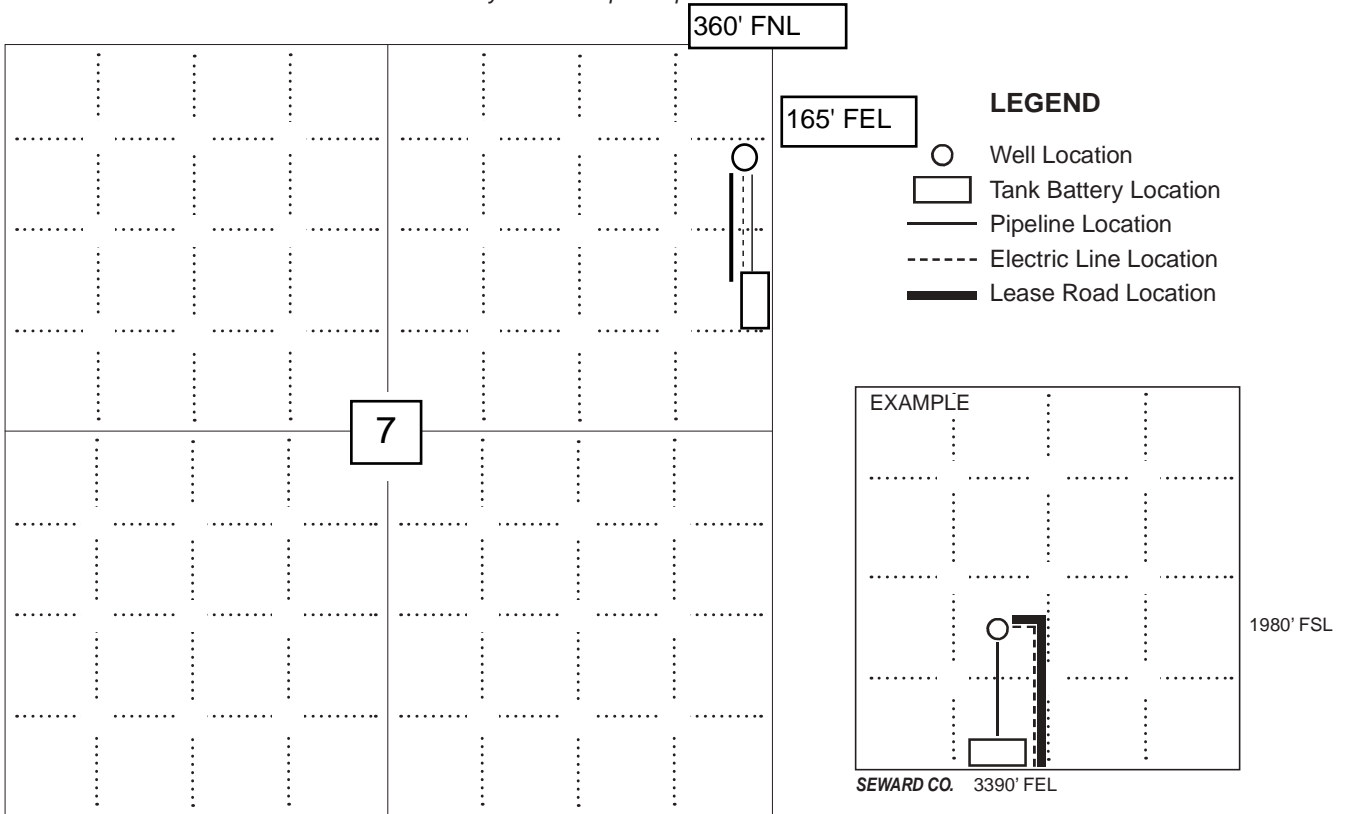 360' FNL
165' FEL
LEGEND
Well Location
Tank Battery Location
Pipeline Location
Electric Line Location
Lease Road Location
7
EXAMPLE
1980' FSL
SEWARD CO. 3390' FEL